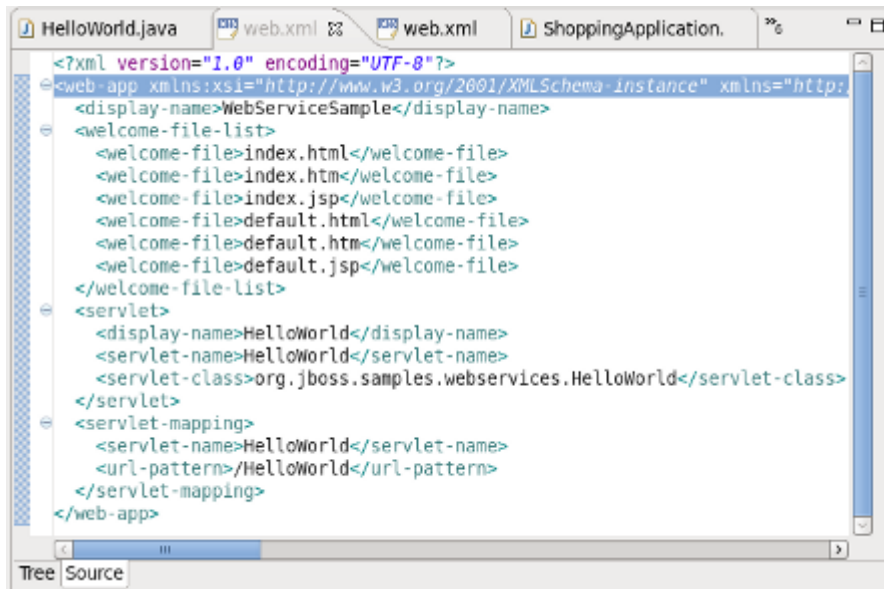 HelloWorld.java web.xml web.xml ShoppingApplication. »6
<?xml version="1.0" encoding="UTF-8"?>
<web-app xmlns:xsi="http://www.w3.org/2001/XMLSchema-instance" xmlns="http:/
<display-name>WebServiceSample</display-name>
<welcome-file-list>
<welcome-file>index.html</welcome-file>
<welcome-file>index.htm</welcome-file>
<welcome-file>index.jsp</welcome-file>
<welcome-file>default.html</welcome-file>
<welcome-file>default.htm</welcome-file>
<welcome-file>default.jsp</welcome-file>
</welcome-file-list>
<servlet>
<display-name>HelloWorld</display-name>
<servlet-name>HelloWorld</servlet-name>
<servlet-class>org.jboss.samples.webservices.HelloWorld</servlet-class>
</servlet>
<servlet-mapping>
<servlet-name>HelloWorld</servlet-name>
<url-pattern>/HelloWorld</url-pattern>
</servlet-mapping>
</web-app>
Tree Source